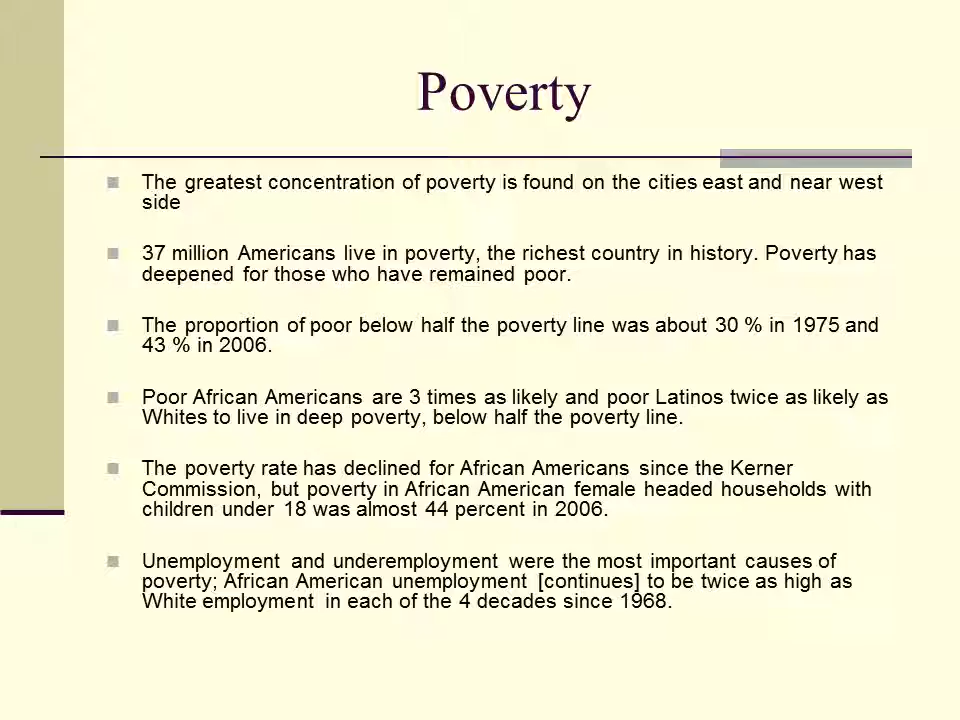 Poverty
The greatest concentration of poverty is found on the cities east and near west
side
37 million Americans live in poverty, the richest country in history. Poverty has
deepened for those who have remained poor.
The proportion of poor below half the poverty line was about 30 % in 1975 and
43 % in 2006.
Poor African Americans are 3 times as likely and poor Latinos twice as likely as
Whites to live in deep poverty, below half the poverty line.
The poverty rate has declined for African Americans since the Kerner
Commission, but poverty in African American female headed households with
children under 18 was almost 44 percent in 2006.
Unemployment and underemployment were the most important causes of
poverty; African American unemployment [continues] to be twice as high as
White employment in each of the 4 decades since 1968.